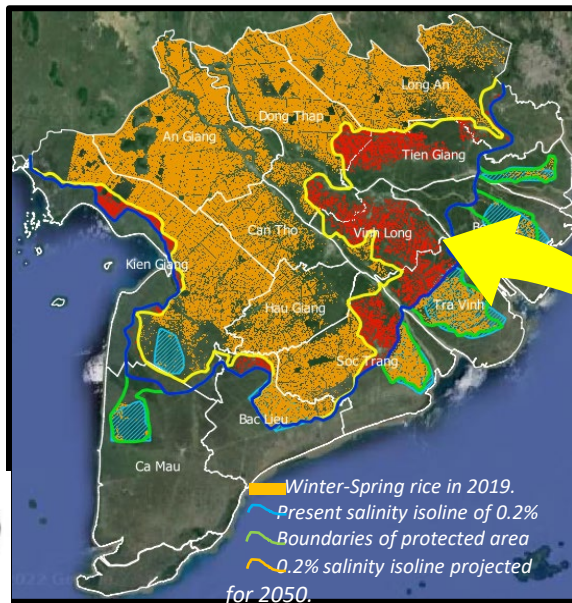 Long An
Dong Thap
An Giang
Tien Giang
Vinh Long
Can Tho
Kien Giang
Hau Giang
Tra Vinh
Soc Trang
Bac Lieu
Ca Mau
Winter-Spring rice in 2019.
Present salinity isoline of 0.2%
Boundaries of protected area
0.2% salinity isoline projected
for 2050.